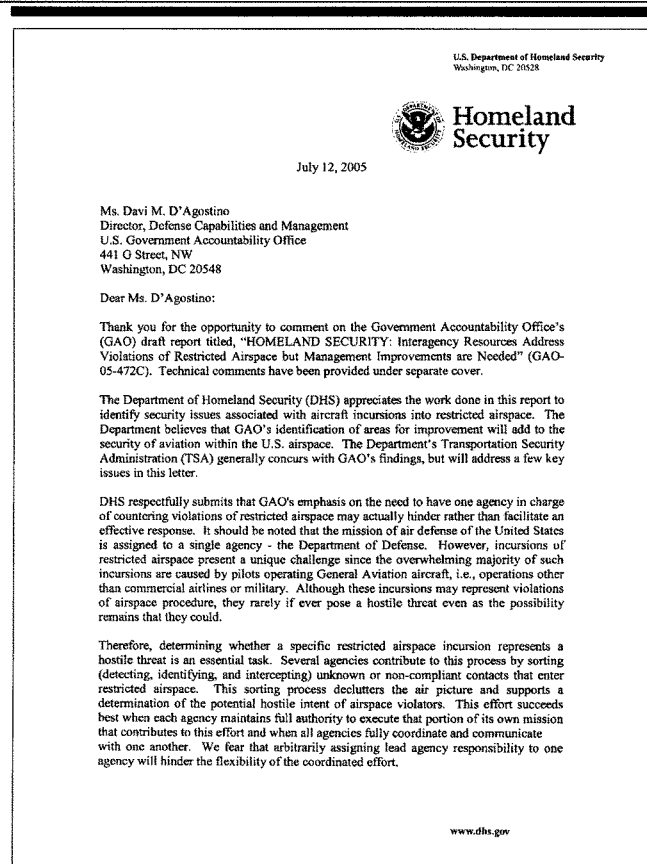 U.S. Department of Homeland Security
Washington, DC 20528
Homeland
Security
July 12, 2005
Ms. Davi M. D'Agostino
Director, Defense Capabilities and Management
U.S. Government Accountability Office
441 G Street, NW
Washington, DC 20548
Dear Ms. D'Agostino:
Thank you for the opportunity to comment on the Government Accountability Office's
(GAO) draft report titled, "HOMELAND SECURITY: Interagency Resources Address
Violations of Restricted Airspace but Management Improvements are Needed" (GAO-
05-472C). Technical comments have been provided under separate cover.
The Department of Homeland Security (DHS) appreciates the work done in this report to
identify security issues associated with aircraft incursions into restricted airspace. The
Department believes that GAO's identification of areas for improvement will add to the
security of aviation within the U.S. airspace. The Department's Transportation Security
Administration (TSA) generally concurs with GAO's findings, but will address a few key
issues in this letter.
DHS respectfully submits that GAO's emphasis on the need to have one agency in charge
of countering violations of restricted airspace may actually hinder rather than facilitate an
effective response. It should be noted that the mission of air defense of the United States
is assigned to a single agency - the Department of Defense. However, incursions of
restricted airspace present a unique challenge since the overwhelming majority of such
incursions are caused by pilots operating General Aviation aircraft, i.e., operations other
than commercial airlines or military. Although these incursions may represent violations
of airspace procedure, they rarely if ever pose a hostile threat even as the possibility
remains that they could.
Therefore, determining whether a specific restricted airspace incursion represents a
hostile threat is an essential task. Several agencies contribute to this process by sorting
(detecting, identifying, and intercepting) unknown or non-compliant contacts that enter
restricted airspace. This sorting process declutters the air picture and supports a
determination of the potential hostile intent of airspace violators. This effort succeeds
best when each agency maintains full authority to execute that portion of its own mission
that contributes to this effort and when all agencies fully coordinate and communicate
with one another. We fear that arbitrarily assigning lead agency responsibility to one
agency will hinder the flexibility of the coordinated effort.
www.dhs.gov